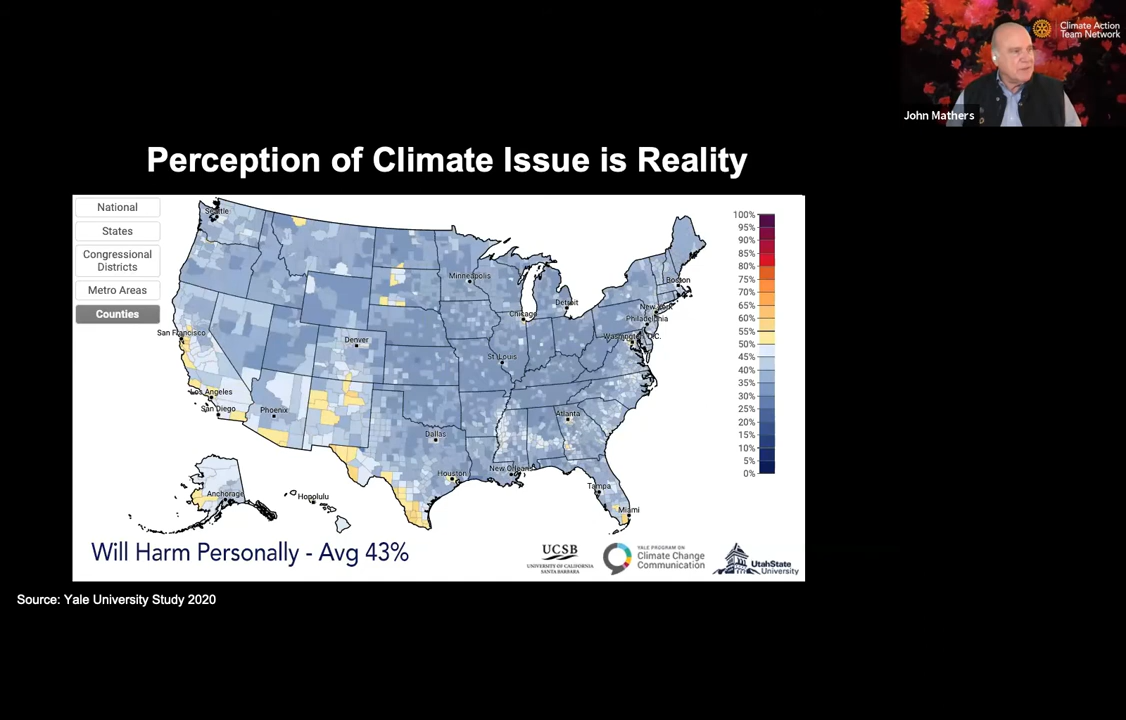 Climate Action
Team Network
John Mathers
Perception of Climate Issue is Reality
National
States
Congressional
Districts
Metro Areas
Counties
Seattle
Minneapolis
Boston
Detroit
New York
Chicago
Philadelphia
San Francisco
Washington D.C.
Denver
St. Louis
Los Angeles
San Diego
Phoenix
Atlanta
Dallas
New Orleans
Houston
Tampa
Anchorage
Honolulu
Miami
100%
95%
90%
85%
80%
75%
70%
65%
60%
55%
50%
45%
40%
35%
30%
25%
20%
15%
10%
5%
0%
Will Harm Personally - Avg 43%
UCSB
UNIVERSITY OF CALIFORNIA
SANTA BARBARA
YALE PROGRAM ON
Climate Change
Communication
UtahState
University
Source: Yale University Study 2020